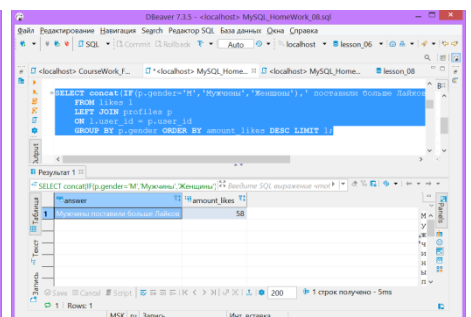 DBeaver 7.3.5 - <localhost> MySQL_HomeWork_08.sql
Файл Редактирование Навигация Search Редактор SQL База данных Окна Справка
SQL Commit Rollback T Auto localhost lesson_06
<localhost> CourseWork_F... *<localhost> MySQL_Home... <localhost> MySQL_Home... lesson_08
SELECT concat(IF(p.gender='M','Мужчины','Женщины'),' поставили больше Лайков
FROM likes l
LEFT JOIN profiles p
ON l.user_id = p.user_id
GROUP BY p.gender ORDER BY amount_likes DESC LIMIT 1;
Output
Результат 1
SELECT concat(IF(p.gender='M','Мужчины','Женщины' Введите SQL выражение чтоб
answer amount_likes
1 Мужчины поставили больше Лайков 58
Таблица
Текст
Запись
Panels
Save Cancel Script 200 1 строк получено - 5ms
Rows: 1
MSK ru Запись Инт. вставка